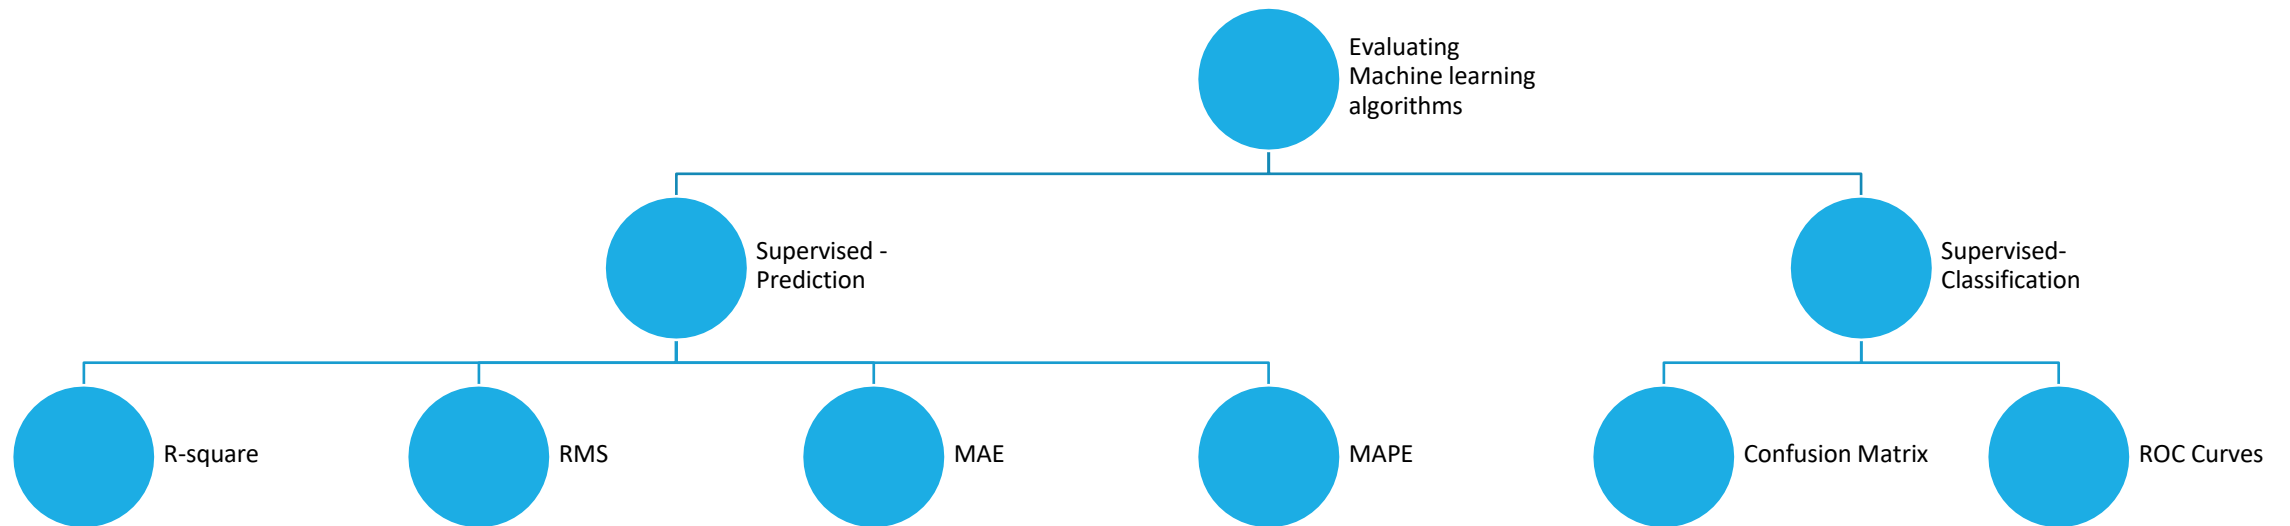 Evaluating
Machine learning
algorithms
Supervised -
Prediction
Supervised-
Classification
R-square
RMS
MAE
MAPE
Confusion Matrix
ROC Curves